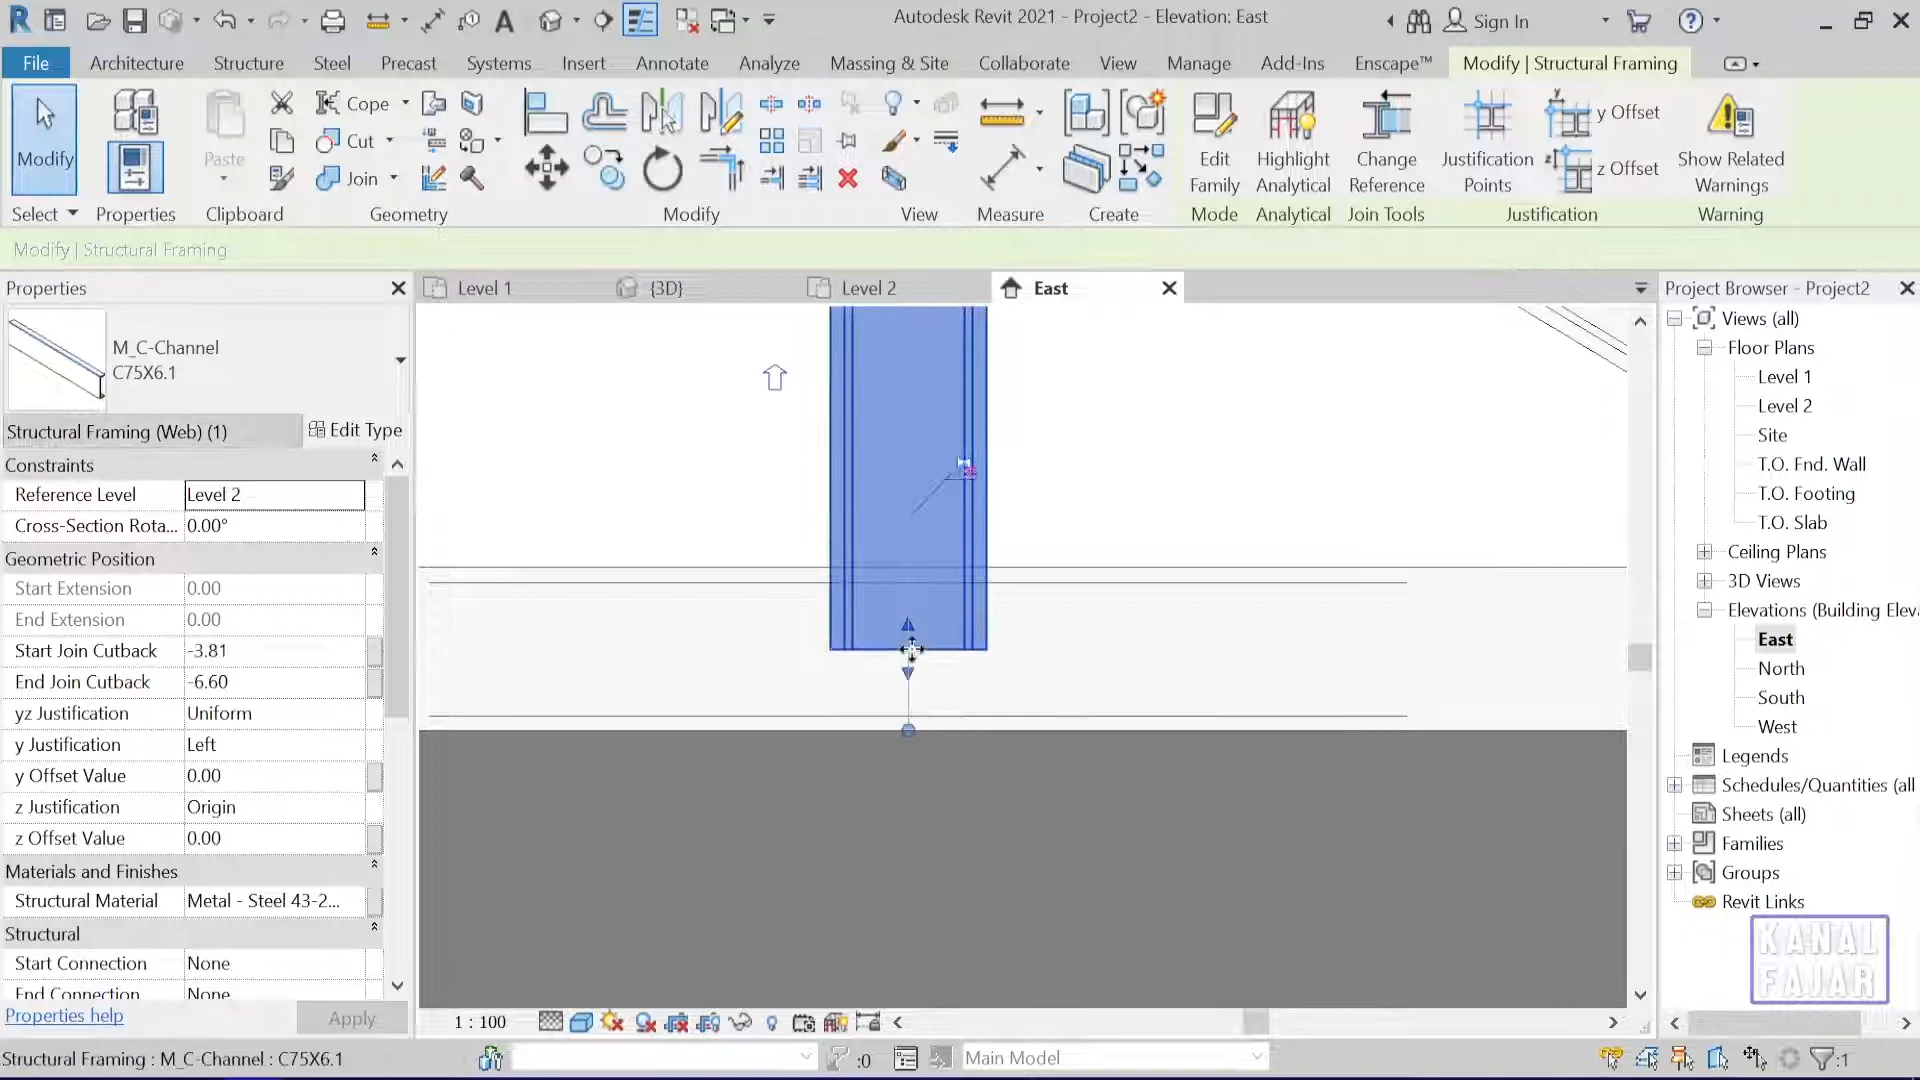 Autodesk Revit 2021 - Project2 - Elevation: East
Sign In
File
Architecture
Structure
Steel
Precast
Systems
Insert
Annotate
Analyze
Massing & Site
Collaborate
View
Manage
Add-Ins
Enscape™
Modify | Structural Framing
Modify
Paste
Cope
Cut
Join
Edit
Family
Highlight
Analytical
Change
Reference
Justification
Points
y Offset
z Offset
Show Related
Warnings
Select
Properties
Clipboard
Geometry
Modify
View
Measure
Create
Mode
Analytical
Join Tools
Justification
Warning
Modify | Structural Framing
Properties
M_C-Channel
C75X6.1
Structural Framing (Web) (1)
Edit Type
Constraints
Reference Level
Level 2
Cross-Section Rota...
0.00°
Geometric Position
Start Extension
0.00
End Extension
0.00
Start Join Cutback
-3.81
End Join Cutback
-6.60
yz Justification
Uniform
y Justification
Left
y Offset Value
0.00
z Justification
Origin
z Offset Value
0.00
Materials and Finishes
Structural Material
Metal - Steel 43-2...
Structural
Start Connection
None
End Connection
None
Properties help
Apply
Level 1
{3D}
Level 2
East
1 : 100
Project Browser - Project2
Views (all)
Floor Plans
Level 1
Level 2
Site
T.O. Fnd. Wall
T.O. Footing
T.O. Slab
Ceiling Plans
3D Views
Elevations (Building Elev
East
North
South
West
Legends
Schedules/Quantities (all
Sheets (all)
Families
Groups
Revit Links
KANAL
FAJAR
Structural Framing : M_C-Channel : C75X6.1
:0
Main Model
:1